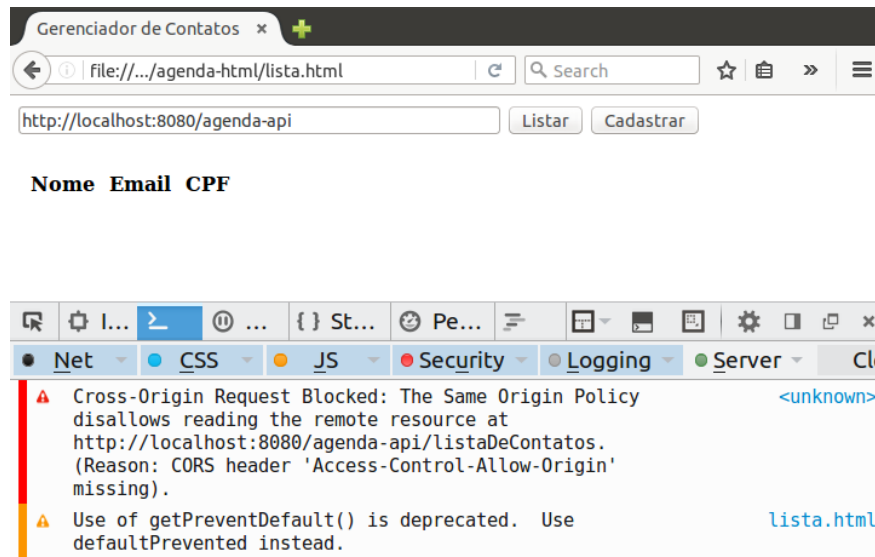 Gerenciador de Contatos
file://.../agenda-html/lista.html
Search
http://localhost:8080/agenda-api
Listar
Cadastrar
Nome Email CPF
I... ... { } St... Pe...
Net CSS JS Security Logging Server Cl
Cross-Origin Request Blocked: The Same Origin Policy <unknown>
disallows reading the remote resource at
http://localhost:8080/agenda-api/listaDeContatos.
(Reason: CORS header 'Access-Control-Allow-Origin'
missing).
Use of getPreventDefault() is deprecated. Use lista.html
defaultPrevented instead.